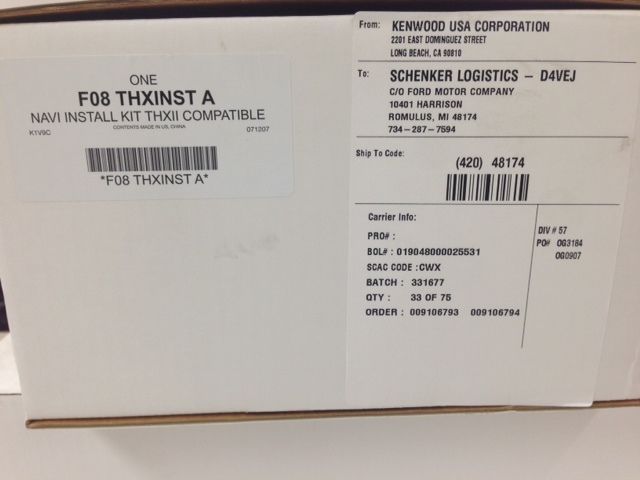 ONE
F08 THXINST A
NAVI INSTALL KIT THXII COMPATIBLE
K1V9C CONTENTS MADE IN US, CHINA 071207
*F08 THXINST A*
From: KENWOOD USA CORPORATION
2201 EAST DOMINGUEZ STREET
LONG BEACH, CA 90810
To: SCHENKER LOGISTICS - D4VEJ
C/O FORD MOTOR COMPANY
10401 HARRISON
ROMULUS, MI 48174
734-287-7594
Ship To Code:
(420) 48174
Carrier Info:
PRO# :
BOL# : 019048000025531
SCAC CODE :CWX
BATCH : 331677
QTY : 33 OF 75
ORDER : 009106793 009106794
DIV # 57
PO# OG3184
OG0907